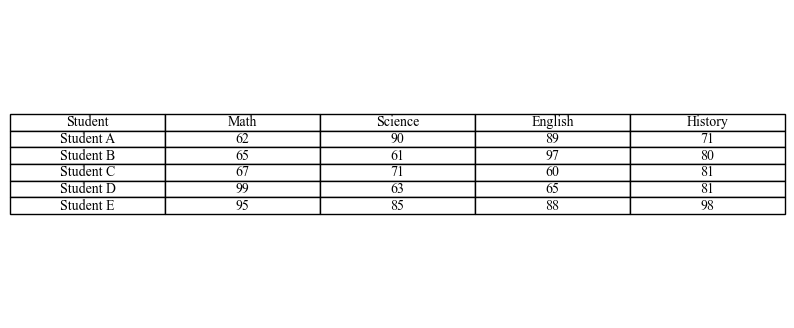 Student Math Science English History
Student A 62 90 89 71
Student B 65 61 97 80
Student C 67 71 60 81
Student D 99 63 65 81
Student E 95 85 88 98